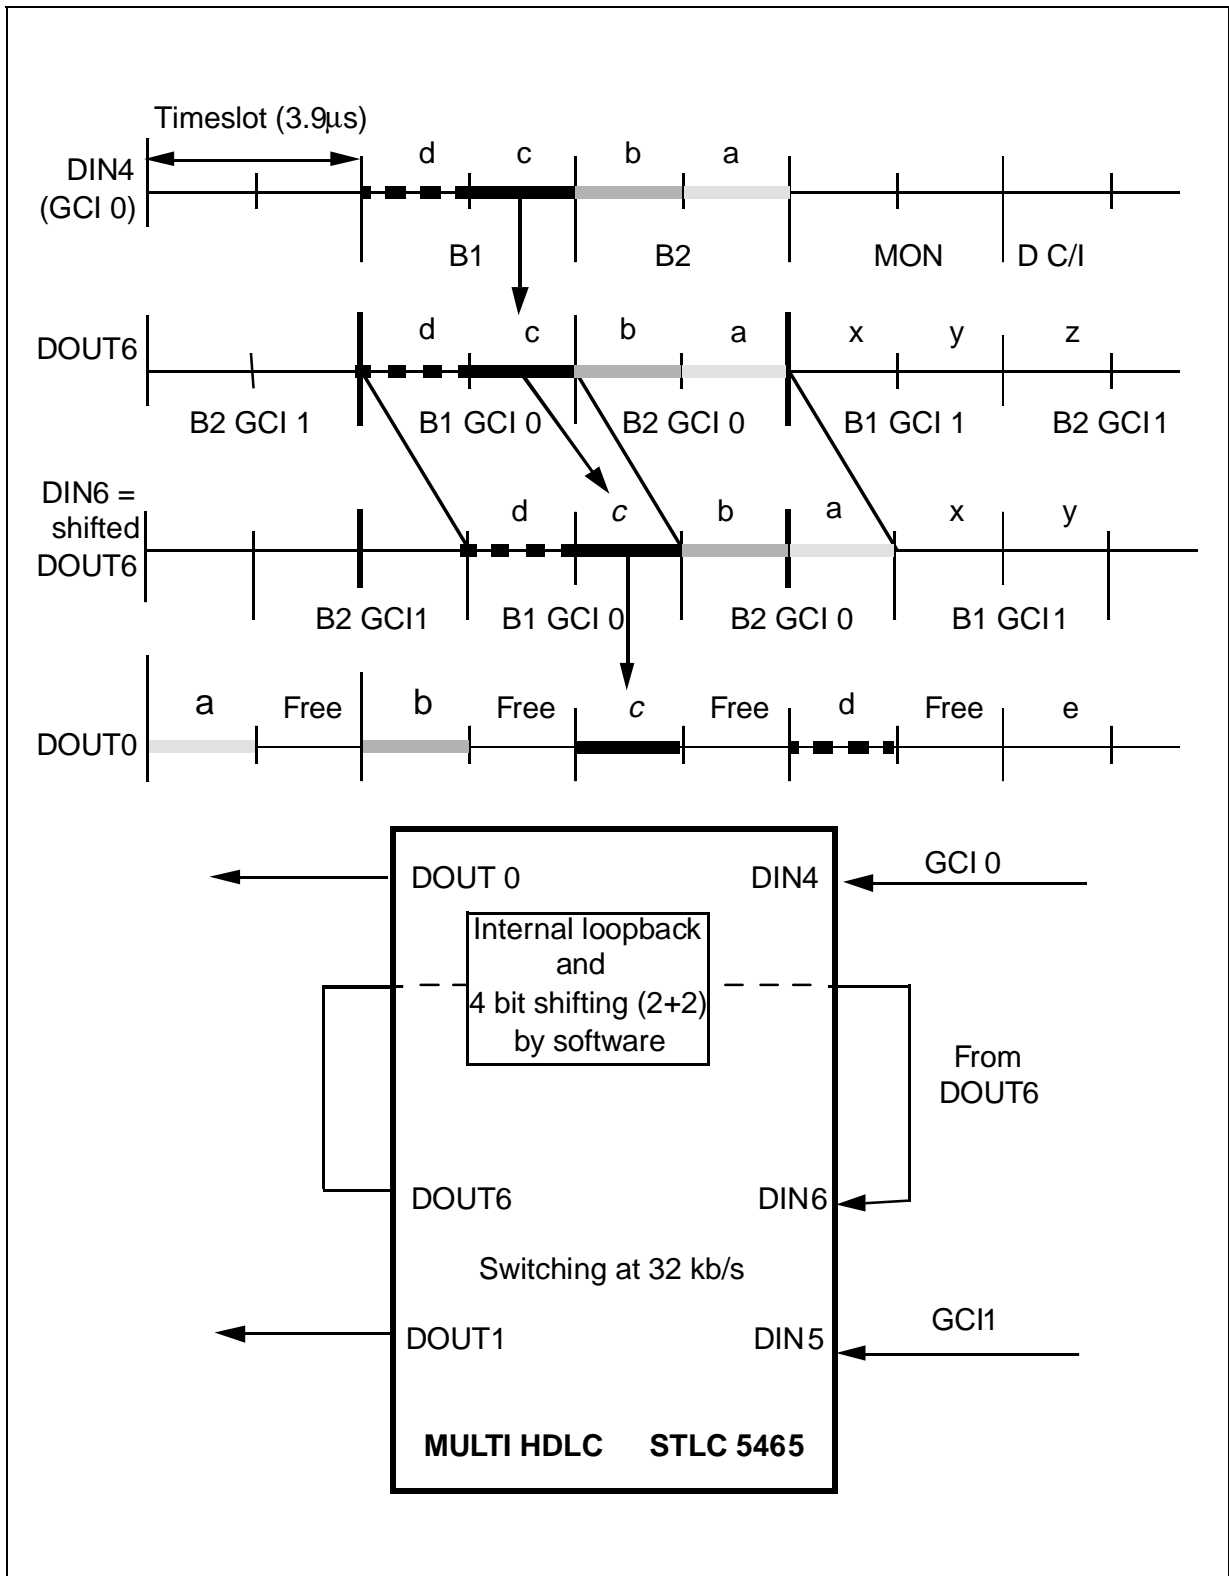 Timeslot (3.9μs)
DIN4
(GCI 0)
d c b a
B1 B2 MON D C/I
DOUT6
d c b a x y z
B2 GCI 1 B1 GCI 0 B2 GCI 0 B1 GCI 1 B2 GCI1
DIN6 =
shifted
DOUT6
d c b a x y
B2 GCI1 B1 GCI 0 B2 GCI 0 B1 GCI1
DOUT0
a Free b Free c Free d Free e
DOUT 0 DIN4 GCI 0
Internal loopback
and
4 bit shifting (2+2)
by software
From
DOUT6
DOUT6 DIN6
Switching at 32 kb/s
DOUT1 DIN5 GCI1
MULTI HDLC STLC 5465